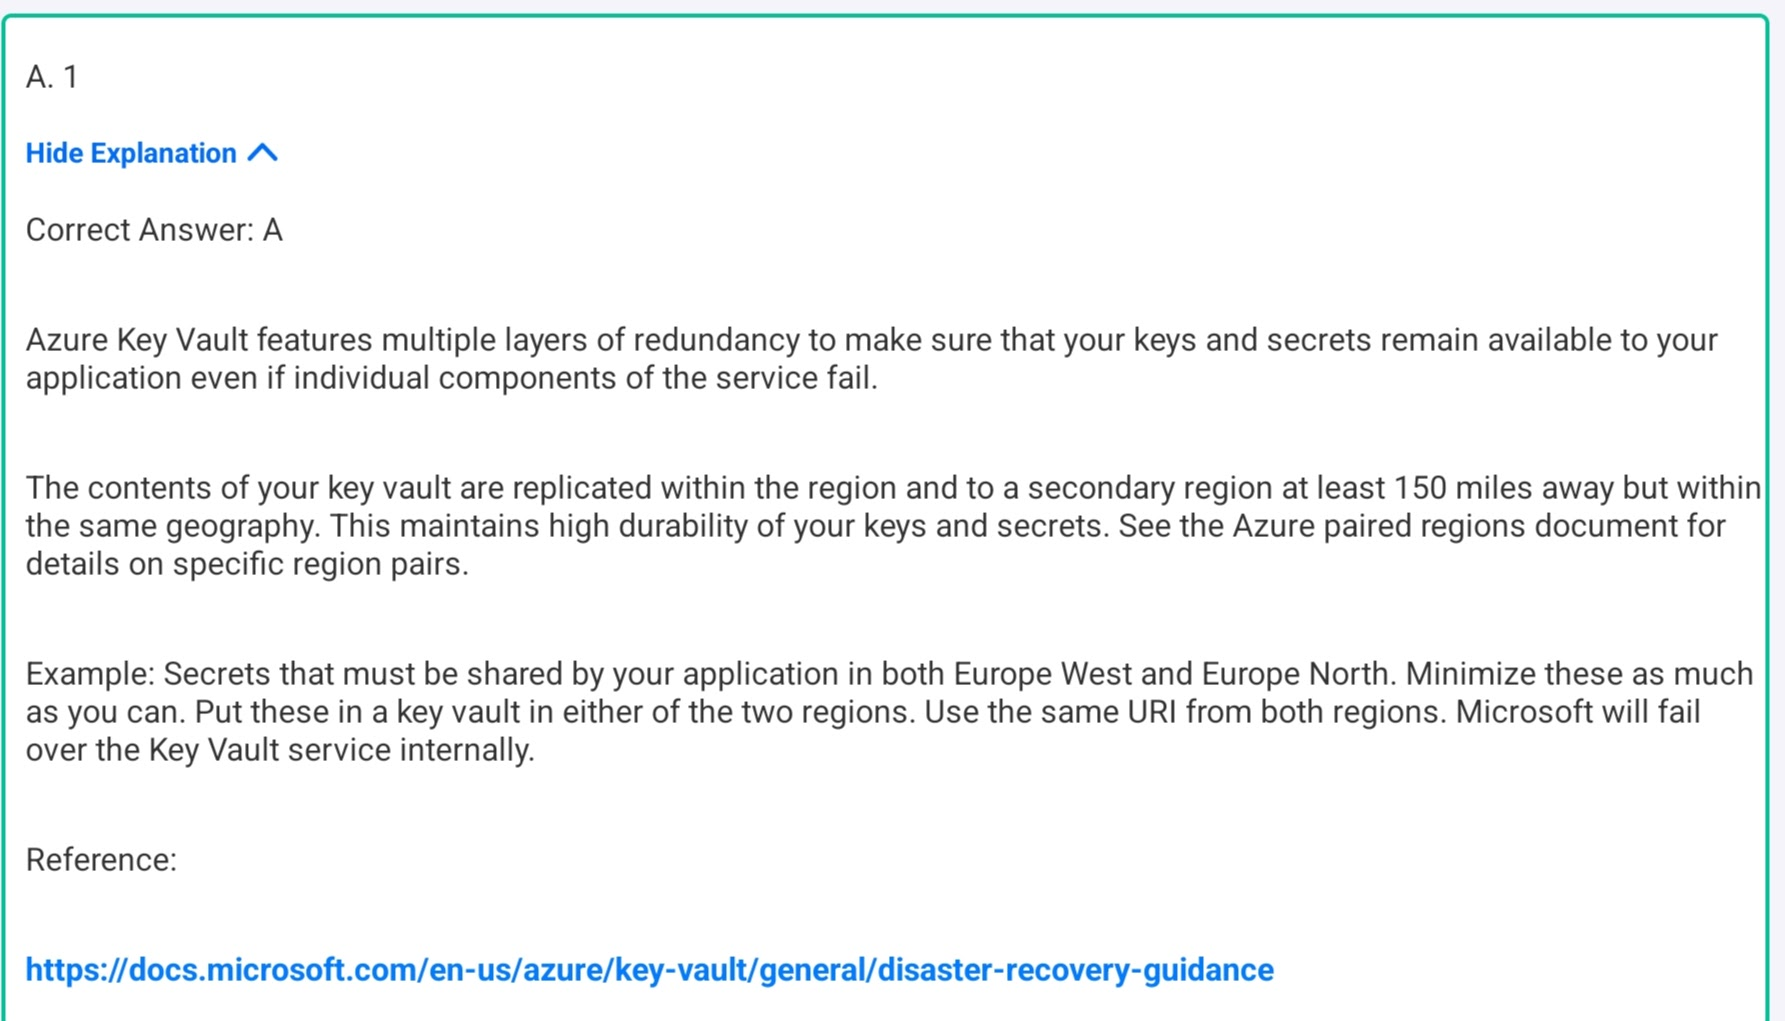 A. 1
Hide Explanation
Correct Answer: A
Azure Key Vault features multiple layers of redundancy to make sure that your keys and secrets remain available to your
application even if individual components of the service fail.
The contents of your key vault are replicated within the region and to a secondary region at least 150 miles away but within
the same geography. This maintains high durability of your keys and secrets. See the Azure paired regions document for
details on specific region pairs.
Example: Secrets that must be shared by your application in both Europe West and Europe North. Minimize these as much
as you can. Put these in a key vault in either of the two regions. Use the same URI from both regions. Microsoft will fail
over the Key Vault service internally.
Reference:
https://docs.microsoft.com/en-us/azure/key-vault/general/disaster-recovery-guidance